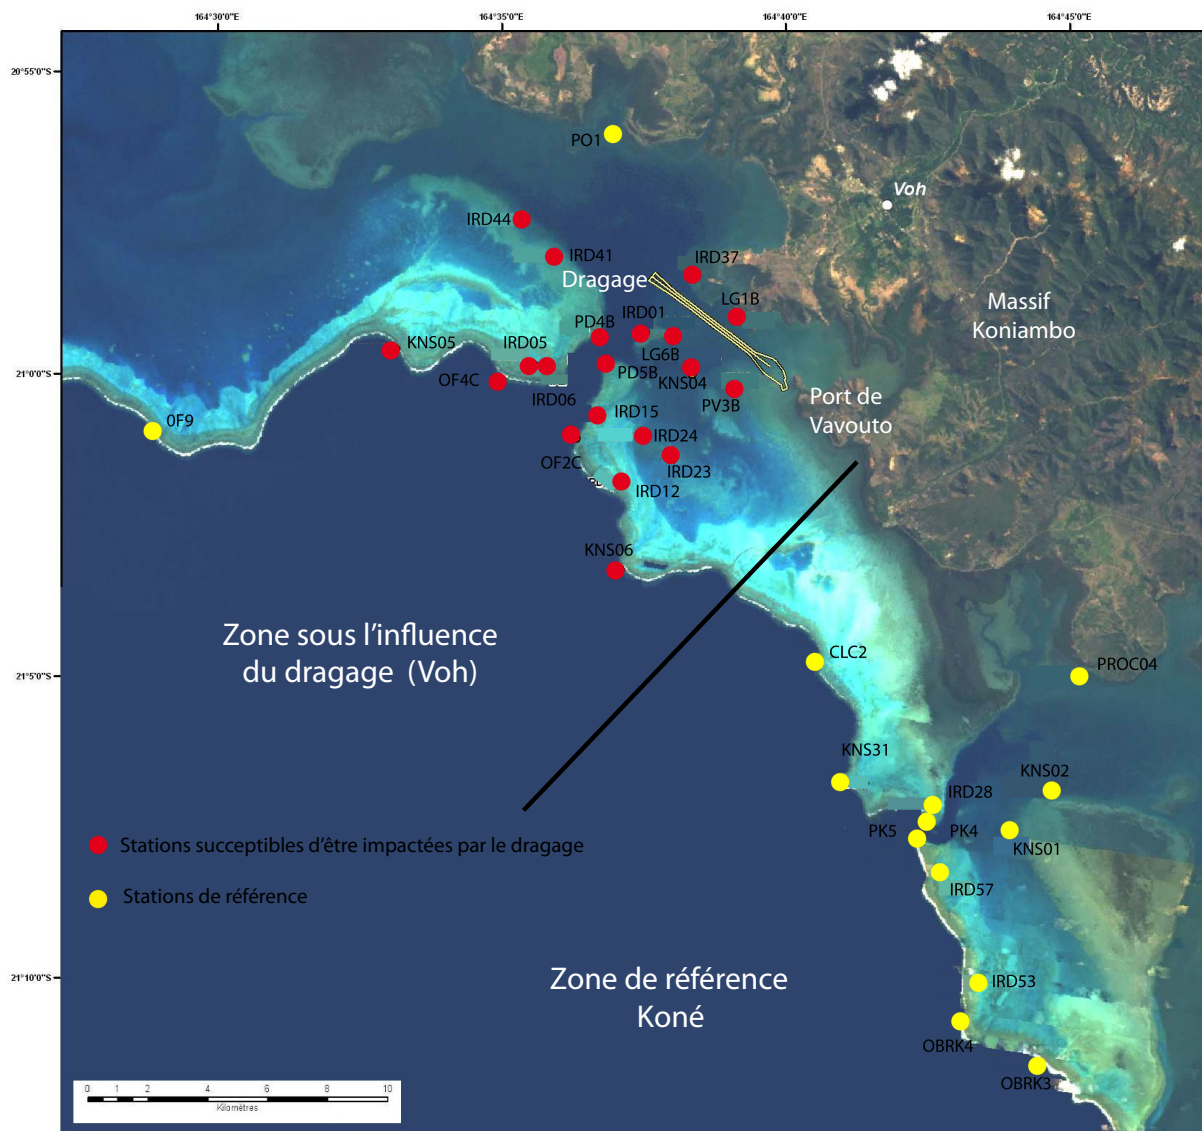 164°30'0"E
164°35'0"E
164°40'0"E
164°45'0"E
20°55'0"S
PO1
Voh
IRD44
IRD41
IRD37
Dragage
LG1B
Massif
Koniambo
IRD01
PD4B
KNS05
IRD05
LG6B
21°0'0"S
PD5B
KNS04
OF4C
IRD06
PV3B
Port de
Vavouto
0F9
IRD15
IRD24
OF2C
IRD23
IRD12
KNS06
Zone sous l'influence
du dragage (Voh)
CLC2
PROC04
21°5'0"S
KNS31
KNS02
IRD28
PK5
PK4
KNS01
Stations succeptibles d'être impactées par le dragage
IRD57
Stations de référence
21°10'0"S
Zone de référence
Koné
IRD53
OBRK4
OBRK3
0 1 2 4 6 8 10
Kilomètres